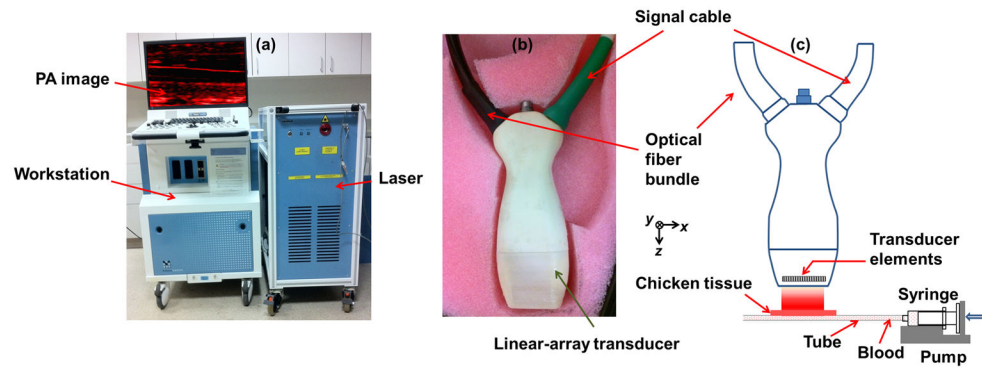 (a)
PA image
Workstation
Laser
(b)
Signal cable
(c)
Optical
fiber
bundle
y
x
z
Transducer
elements
Chicken tissue
Syringe
Linear-array transducer
Tube
Blood
Pump